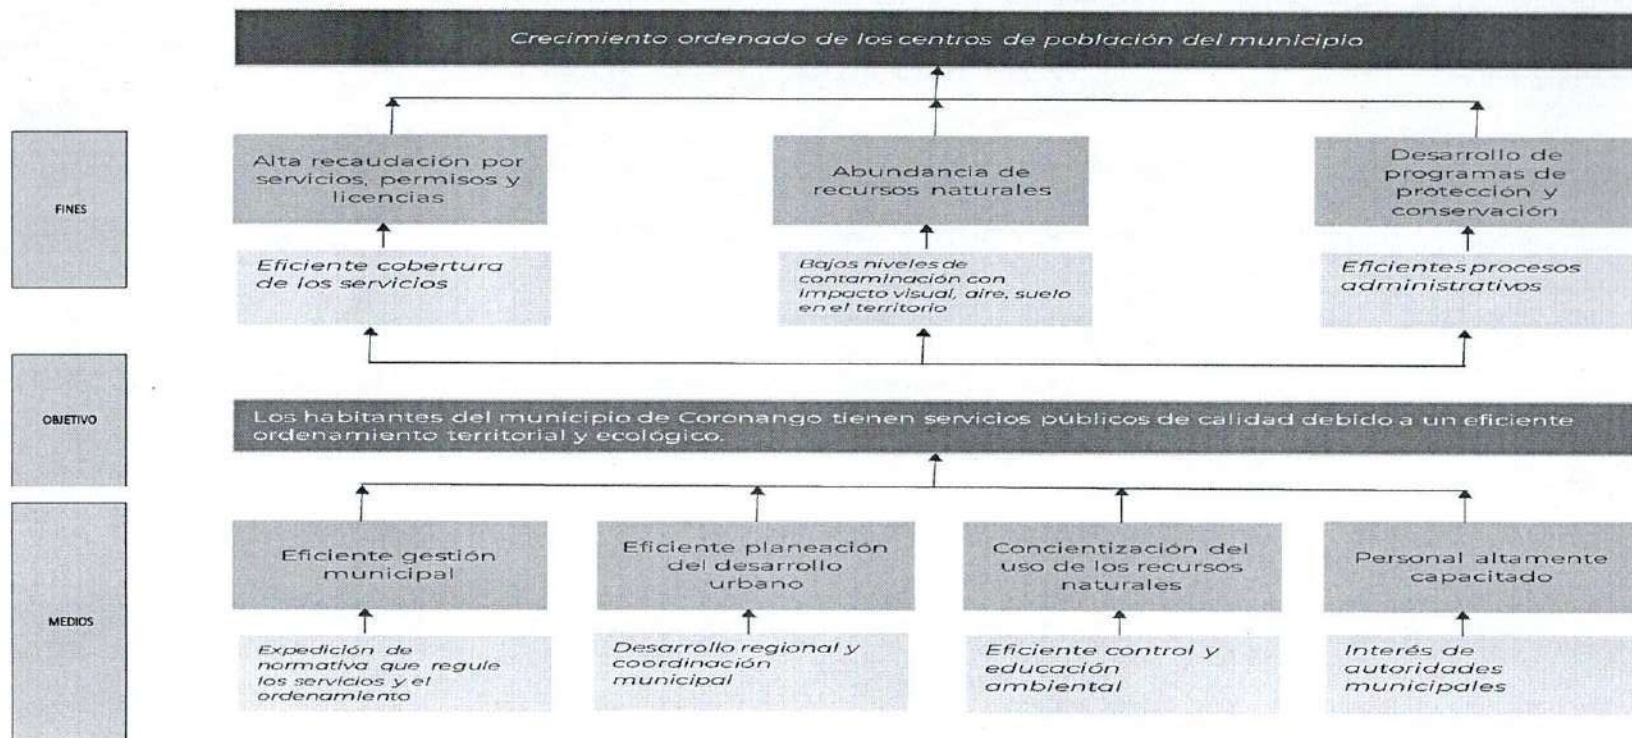 Crecimiento ordenado de los centros de población del municipio
FINES
Alta recaudación por
servicios, permisos y
licencias
Abundancia de
recursos naturales
Desarrollo de
programas de
protección y
conservación
Eficiente cobertura
de los servicios
Bajos niveles de
contaminación con
impacto visual, aire, suelo
en el territorio
Eficientes procesos
administrativos
OBJETIVO
Los habitantes del municipio de Coronango tienen servicios públicos de calidad debido a un eficiente
ordenamiento territorial y ecológico.
MEDIOS
Eficiente gestión
municipal
Eficiente planeación
del desarrollo
urbano
Concientización del
uso de los recursos
naturales
Personal altamente
capacitado
Expedición de
normativa que regule
los servicios y el
ordenamiento
Desarrollo regional y
coordinación
municipal
Eficiente control y
educación
ambiental
Interés de
autoridades
municipales